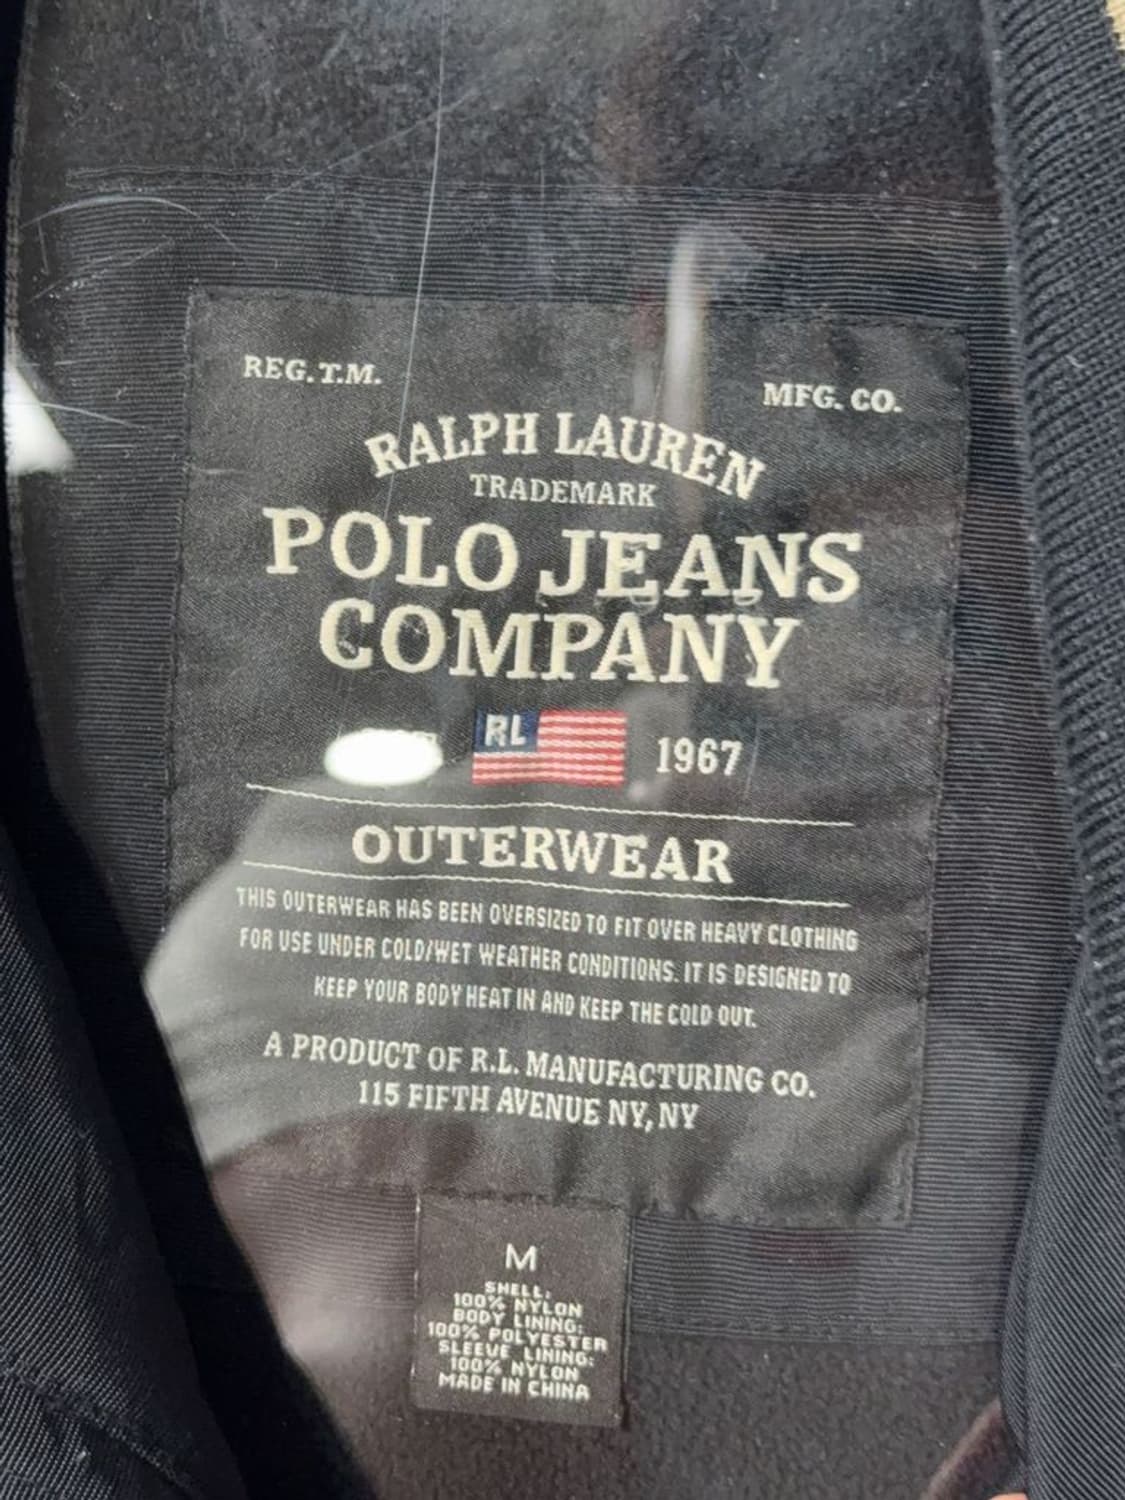 REG. T.M.
MFG. CO.
RALPH LAUREN
TRADEMARK
POLO JEANS
COMPANY
RL
1967
OUTERWEAR
THIS OUTERWEAR HAS BEEN OVERSIZED TO FIT OVER HEAVY CLOTHING
FOR USE UNDER COLD/WET WEATHER CONDITIONS. IT IS DESIGNED TO
KEEP YOUR BODY HEAT IN AND KEEP THE COLD OUT.
A PRODUCT OF R.L. MANUFACTURING CO.
115 FIFTH AVENUE NY, NY
M
SHELL:
100% NYLON
BODY LINING:
100% POLYESTER
SLEEVE LINING:
100% NYLON
MADE IN CHINA